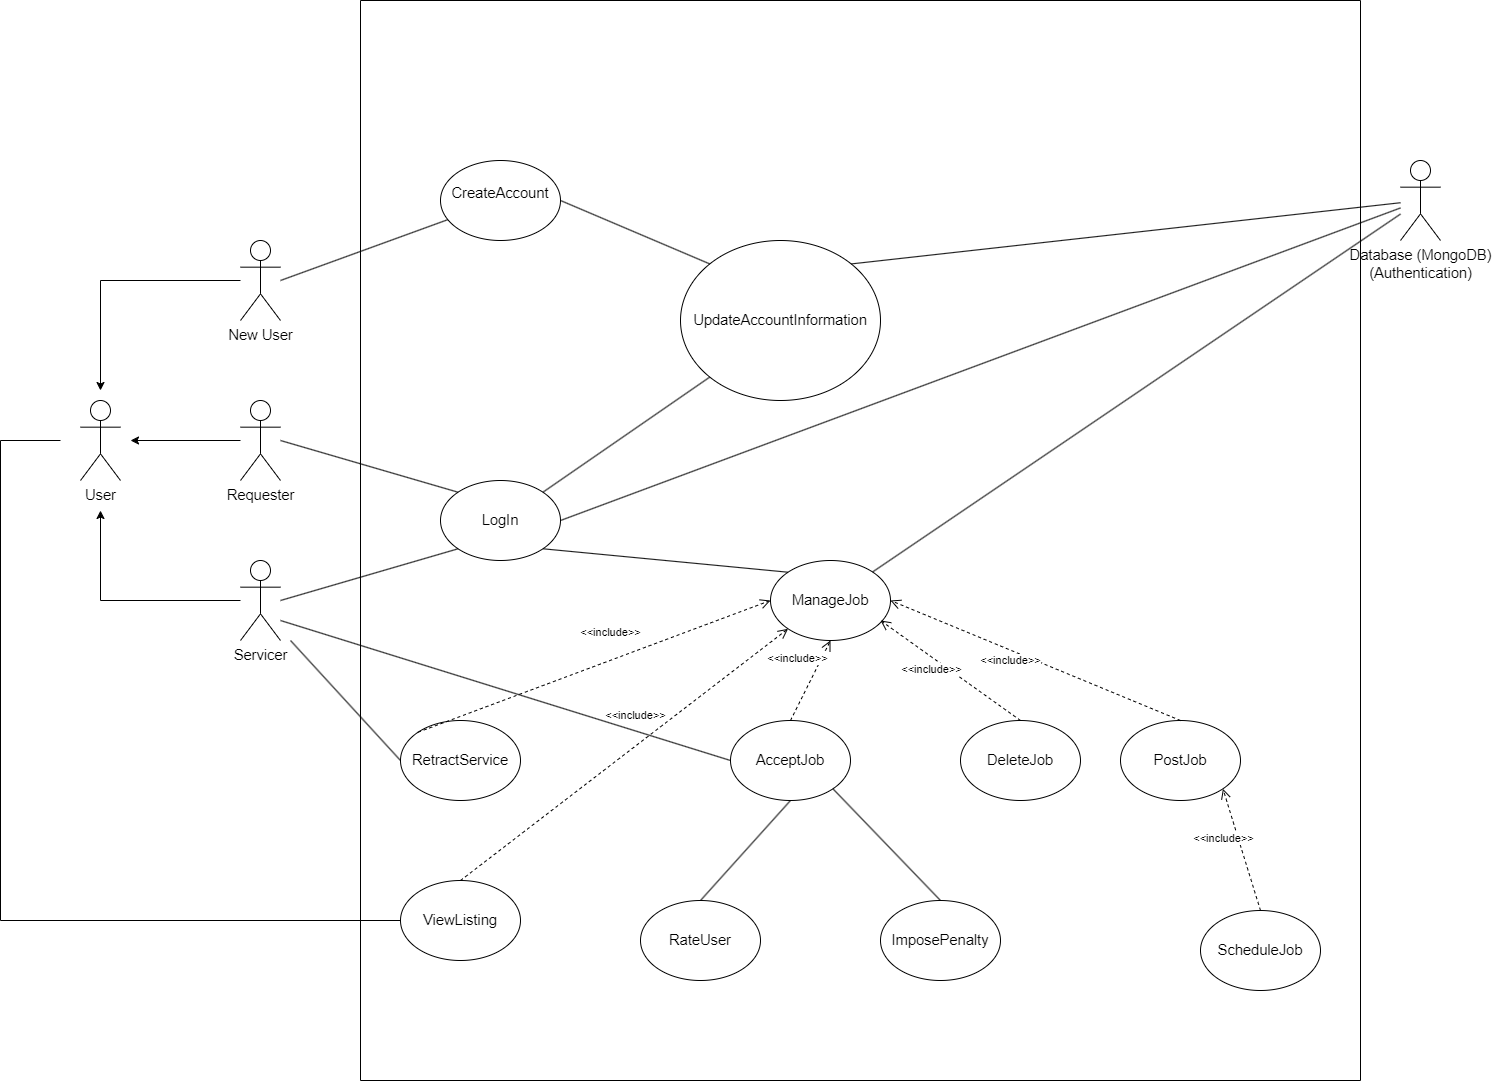 CreateAccount
Database (MongoDB)
(Authentication)
New User
UpdateAccountInformation
User
Requester
LogIn
ManageJob
<<include>>
Servicer
<<include>>
<<include>>
<<include>>
<<include>>
RetractService
AcceptJob
DeleteJob
PostJob
<<include>>
ViewListing
RateUser
ImposePenalty
ScheduleJob